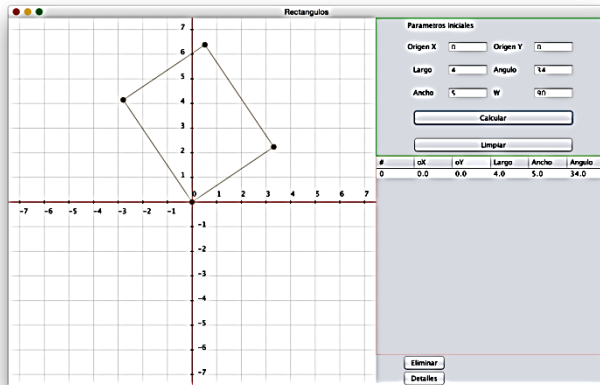 Rectangulos
Parametros Iniciales
Origen X 0 Origen Y 0
Largo 4 Angulo 34
Ancho 5 W 90
Calcular
Limpiar
# oX oY Largo Ancho Angulo
0 0.0 0.0 4.0 5.0 34.0
7
6
5
4
3
2
1
0 1 2 3 4 5 6 7
-7 -6 -5 -4 -3 -2 -1
-1
-2
-3
-4
-5
-6
-7
Eliminar
Detalles